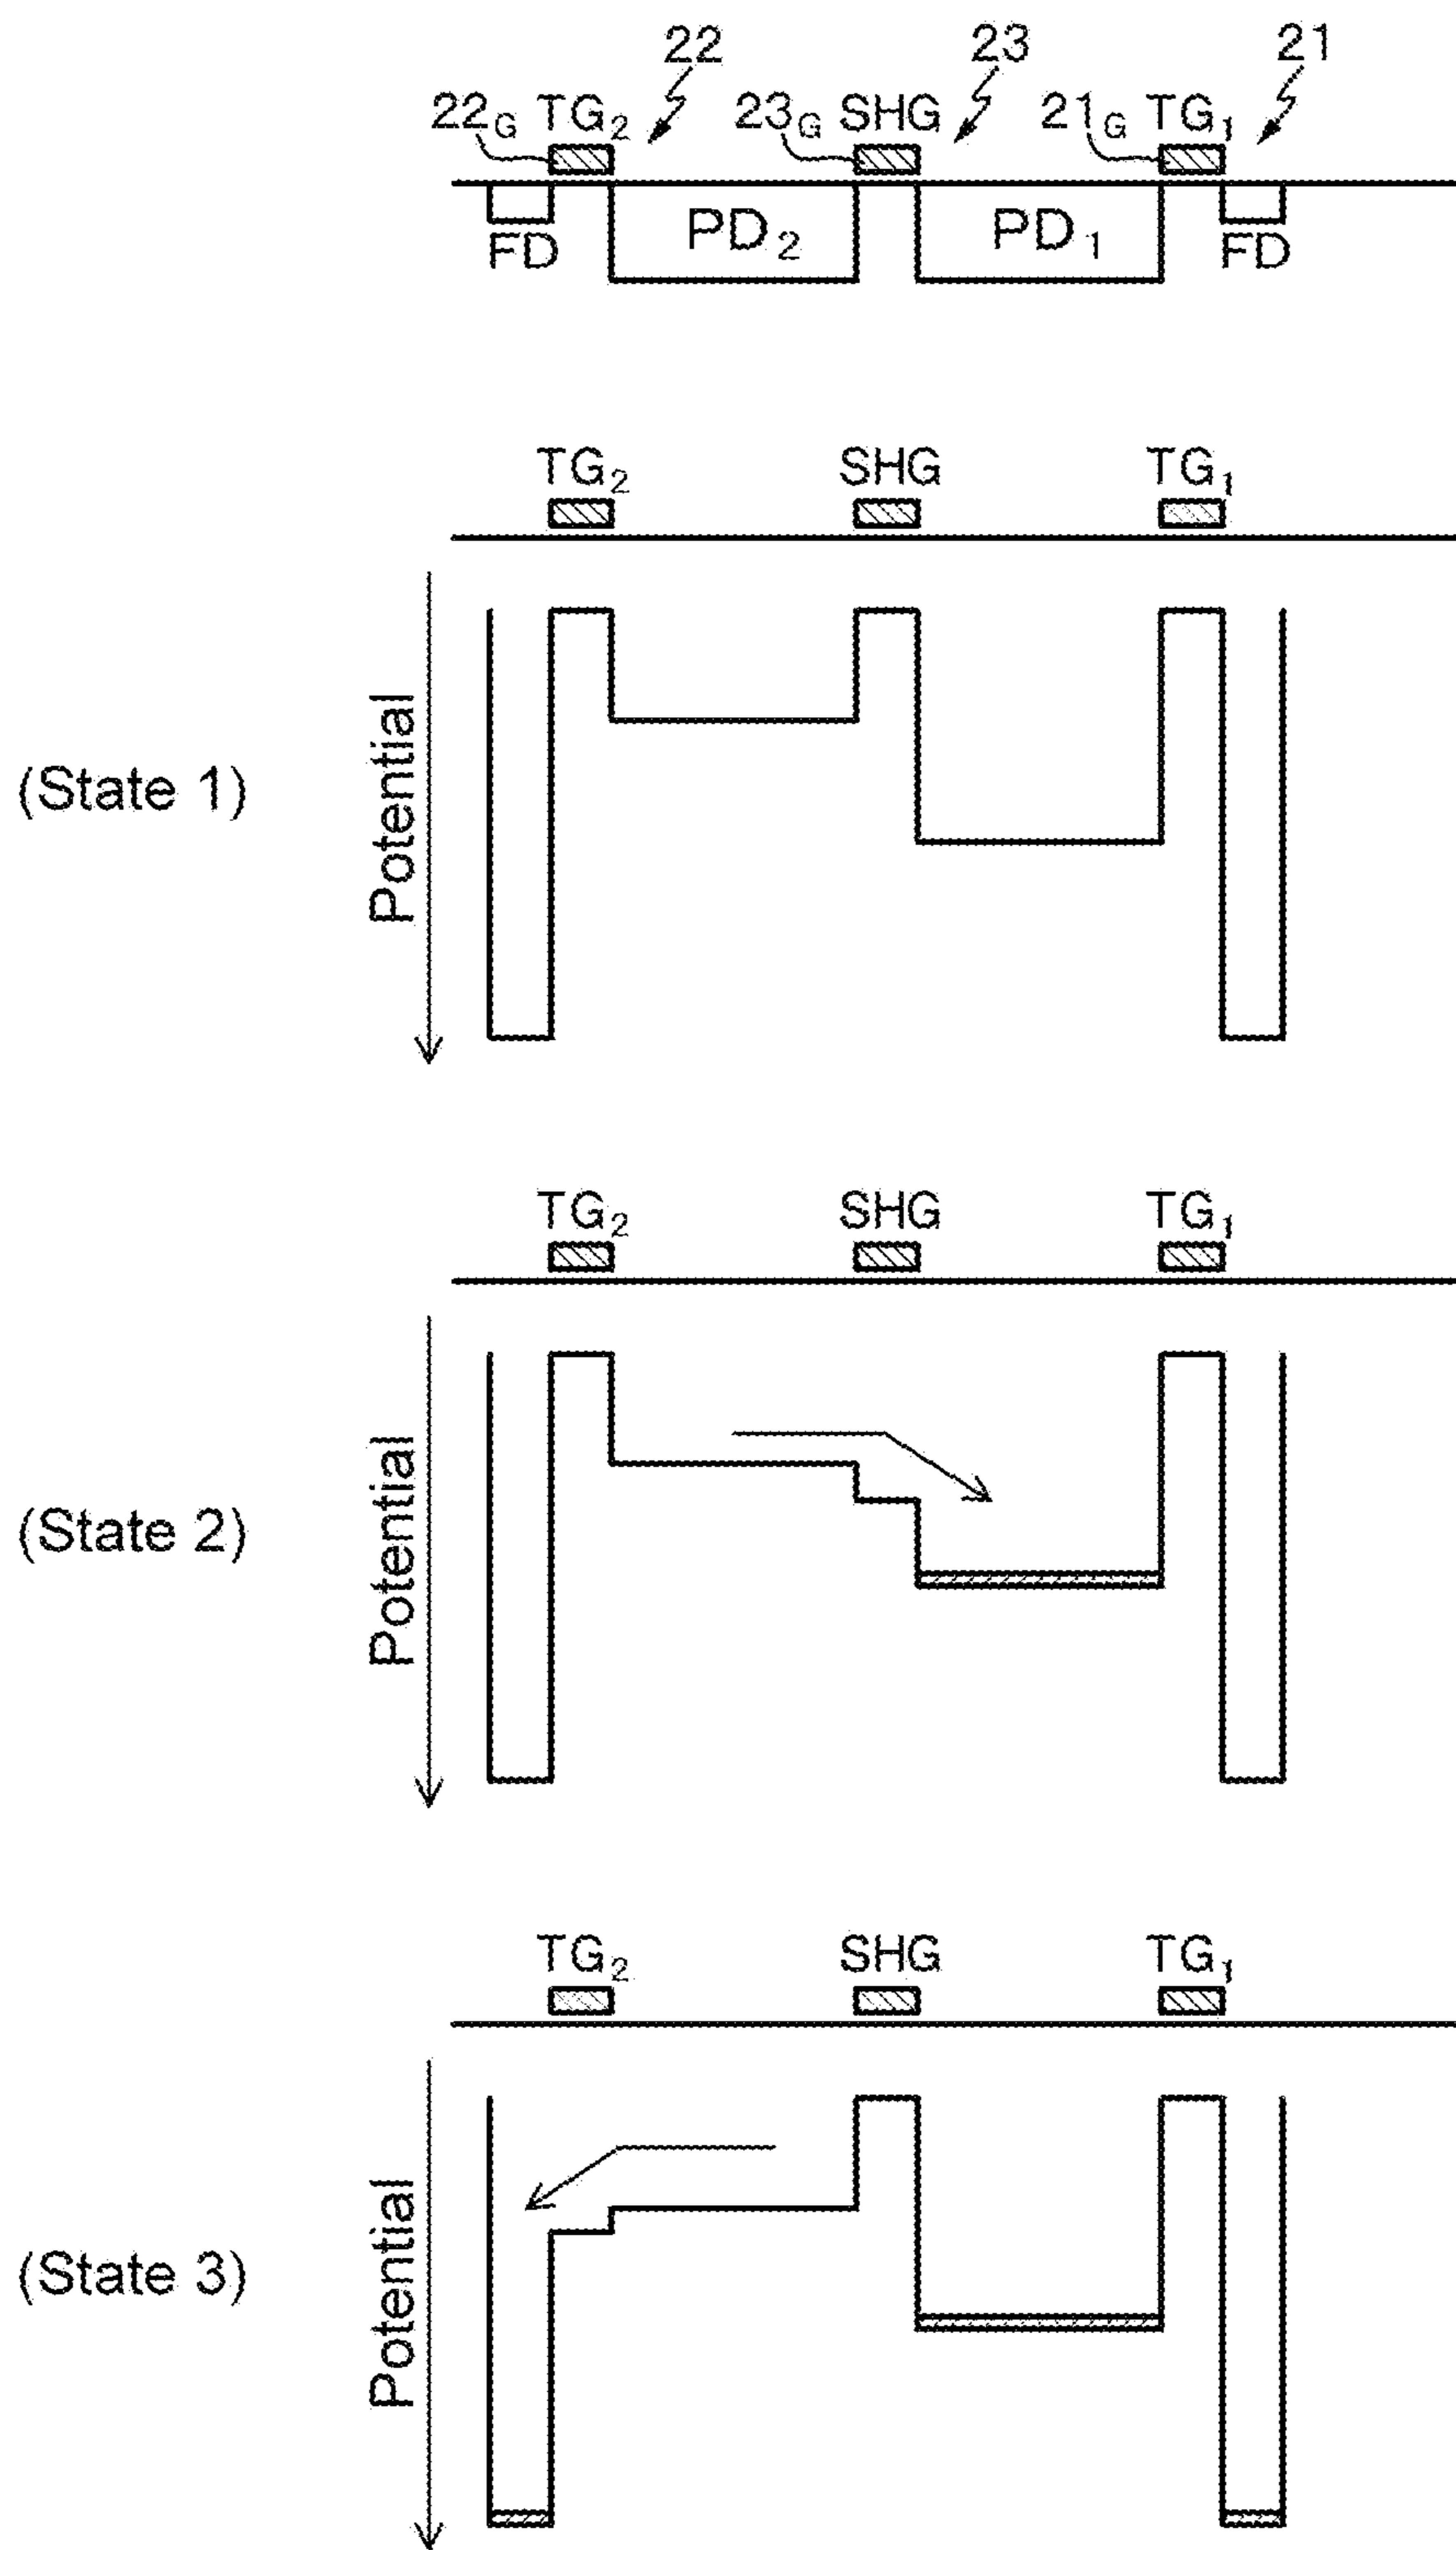 22 23 21
22G TG2 23G SHG 21G TG1
PD2 PD1
FD FD
TG2 SHG TG1
(State 1)
Potential
TG2 SHG TG1
(State 2)
Potential
TG2 SHG TG1
(State 3)
Potential